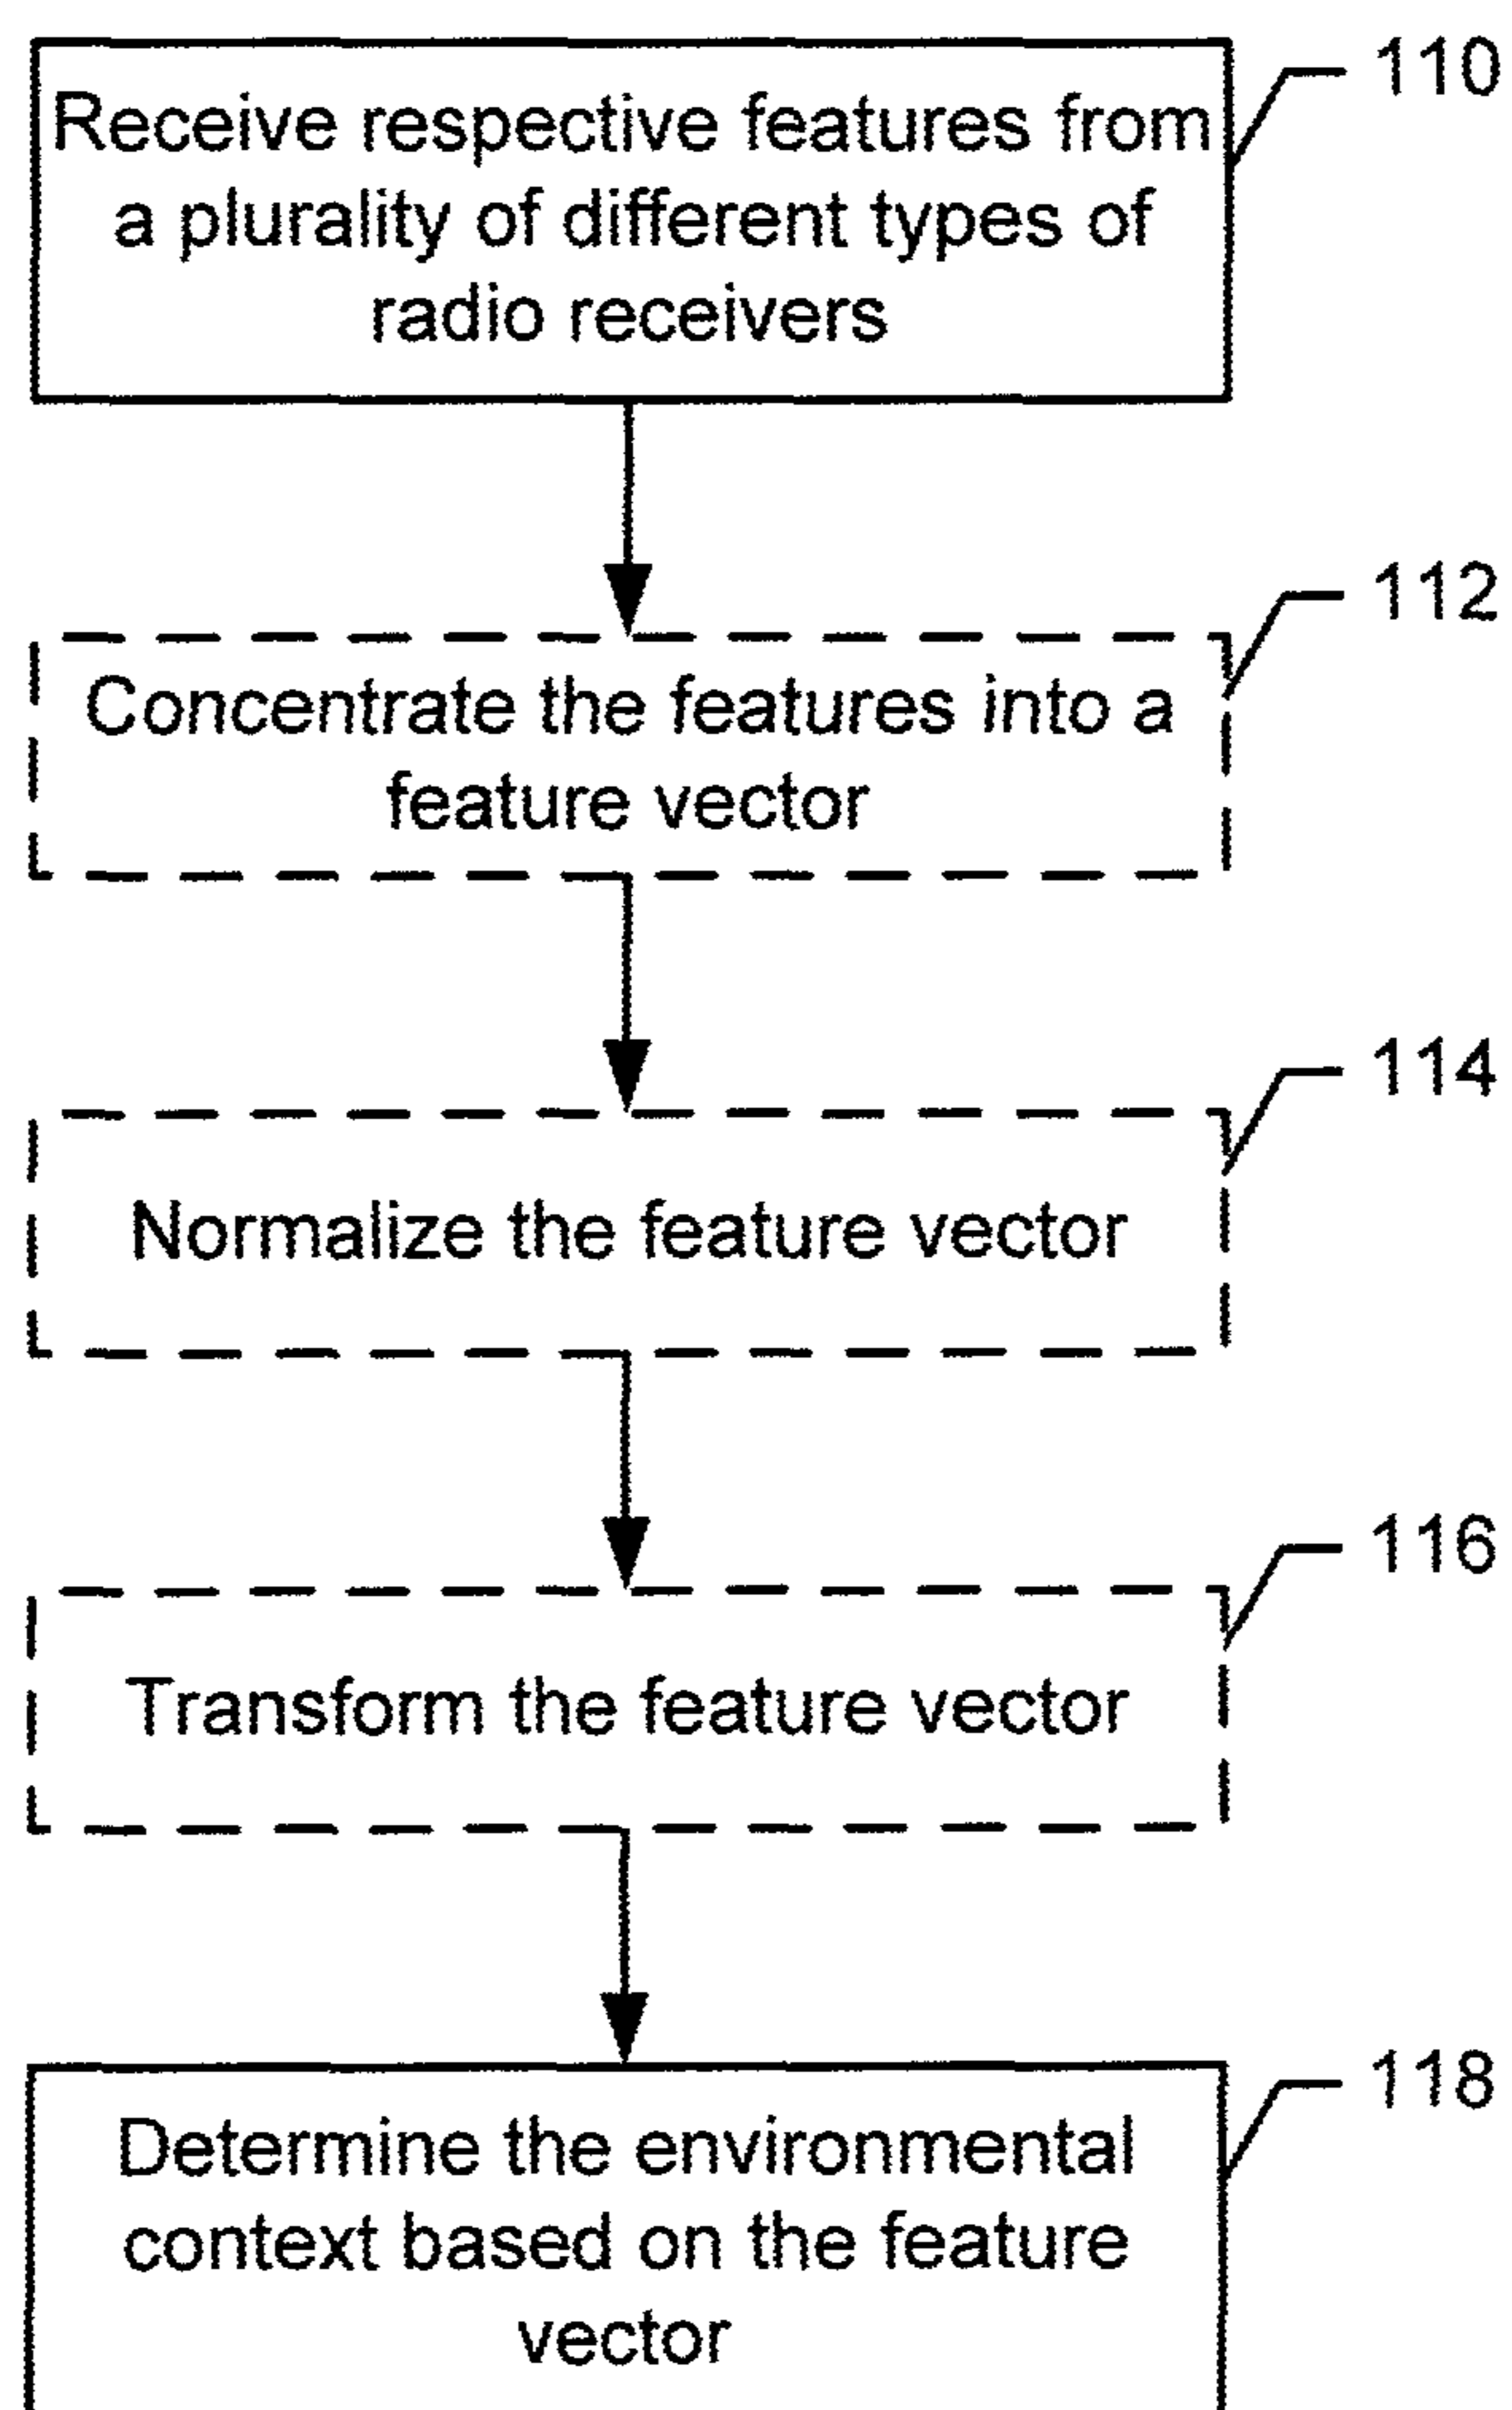 Receive respective features from
a plurality of different types of
radio receivers
110
Concentrate the features into a
feature vector
112
Normalize the feature vector
114
Transform the feature vector
116
Determine the environmental
context based on the feature
vector
118